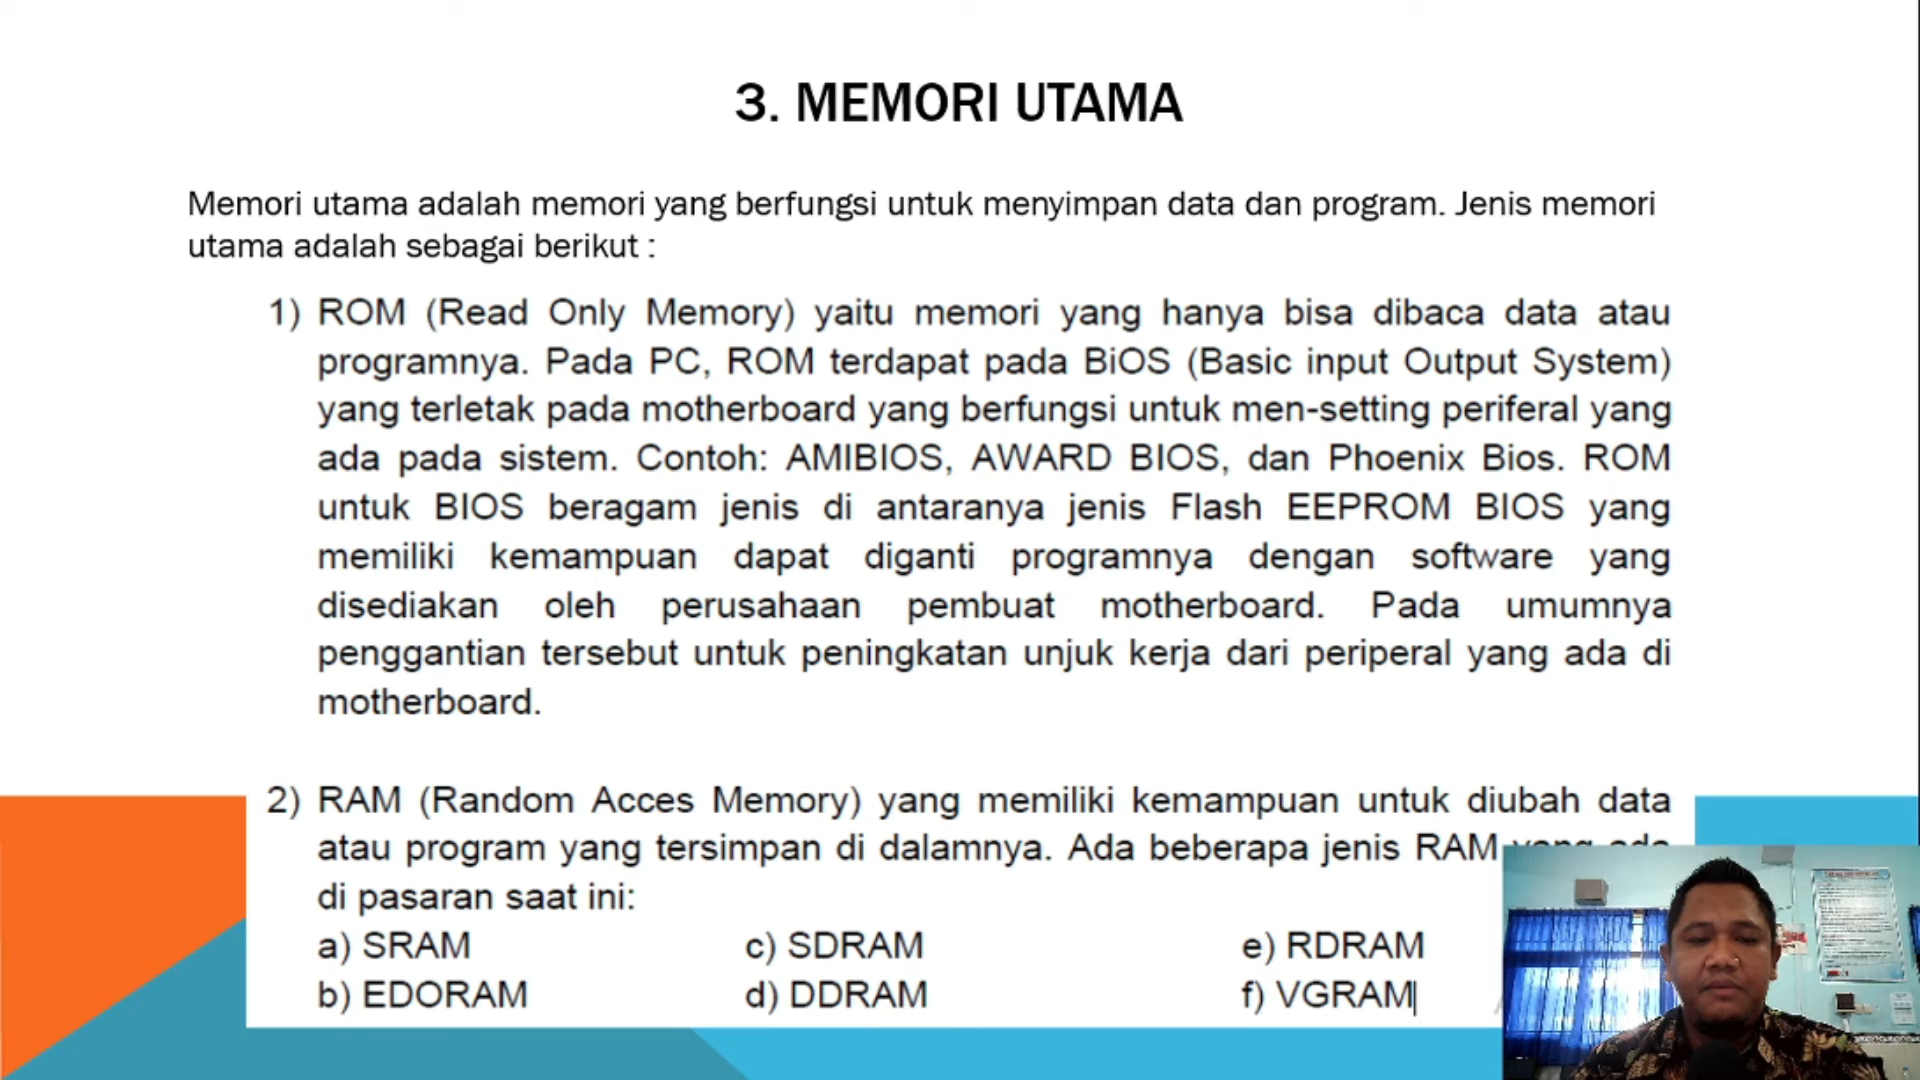 3. MEMORI UTAMA
Memori utama adalah memori yang berfungsi untuk menyimpan data dan program. Jenis memori
utama adalah sebagai berikut :
1) ROM (Read Only Memory) yaitu memori yang hanya bisa dibaca data atau
programnya. Pada PC, ROM terdapat pada BiOS (Basic input Output System)
yang terletak pada motherboard yang berfungsi untuk men-setting periferal yang
ada pada sistem. Contoh: AMIBIOS, AWARD BIOS, dan Phoenix Bios. ROM
untuk BIOS beragam jenis di antaranya jenis Flash EEPROM BIOS yang
memiliki kemampuan dapat diganti programnya dengan software yang
disediakan oleh perusahaan pembuat motherboard. Pada umumnya
penggantian tersebut untuk peningkatan unjuk kerja dari periperal yang ada di
motherboard.
2) RAM (Random Acces Memory) yang memiliki kemampuan untuk diubah data
atau program yang tersimpan di dalamnya. Ada beberapa jenis RAM yang ada
di pasaran saat ini:
a) SRAM c) SDRAM e) RDRAM
b) EDORAM d) DDRAM f) VGRAM